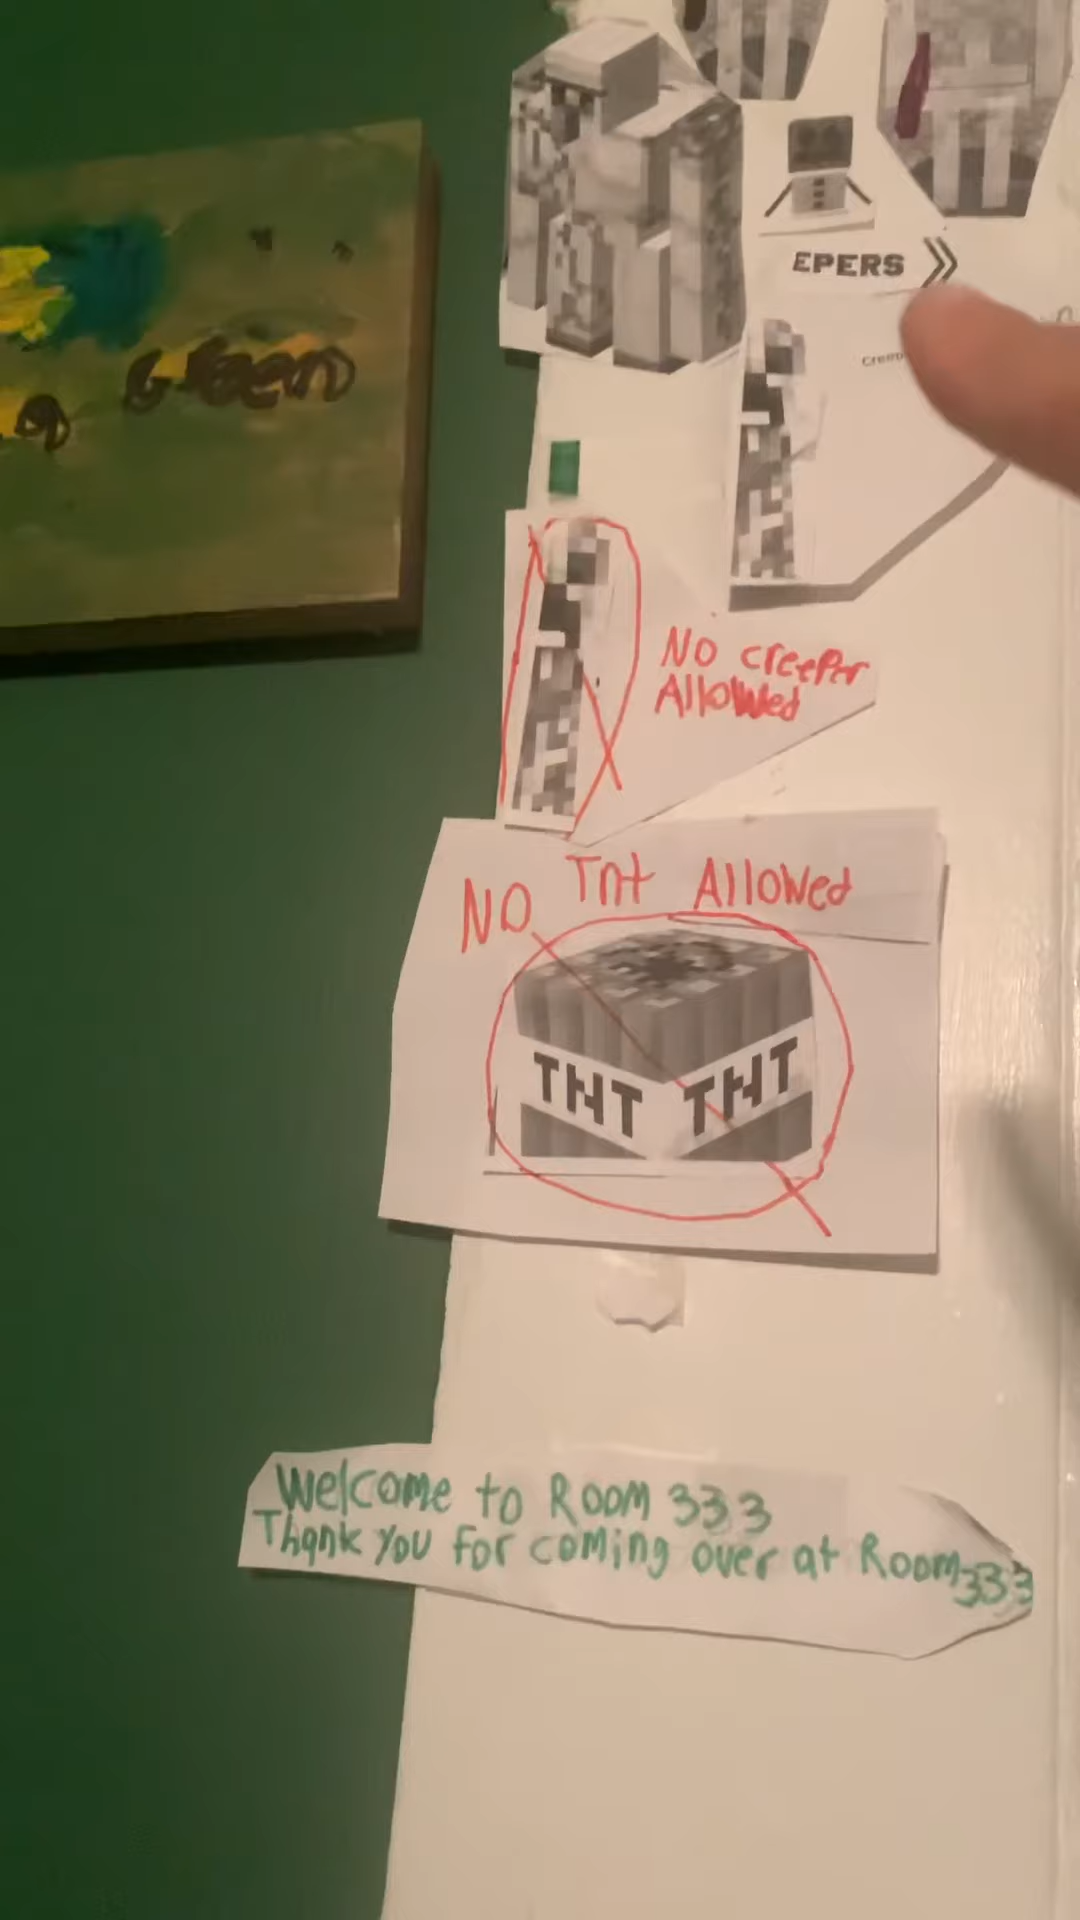 EPERS
Green
No creeper
Allowed
No Tnt Allowed
TNT TNT
Welcome to Room 333
Thank you for coming over at Room 333